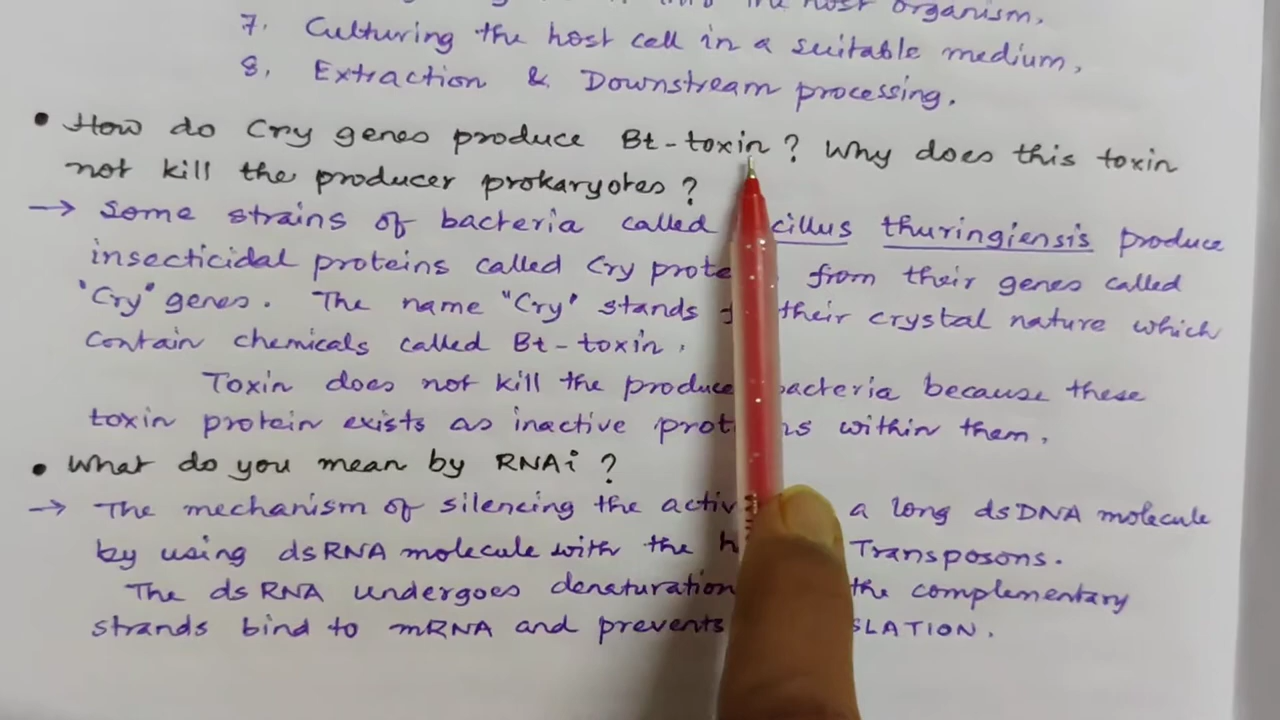 host organism.
7. Culturing the host cell in a suitable medium,
8, Extraction & Downstream processing.
• How do Cry genes produce Bt-toxin? Why does this toxin
not kill the producer prokaryotes?
→ Some strains of bacteria called cillus thuringiensis produce
insecticidal proteins called Cry prote from their genes called
"Cry" genes. The name "Cry" stands their crystal nature which
contain chemicals called Bt-toxin.
Toxin does not kill the produce bacteria because these
toxin protein exists as inactive prot ns within them.
• What do you mean by RNAi?
→ The mechanism of silencing the activ a long dsDNA molecule
by using dsRNA molecule with the h Transposons.
The dsRNA undergoes denaturation the complementary
strands bind to mRNA and prevents SLATION.